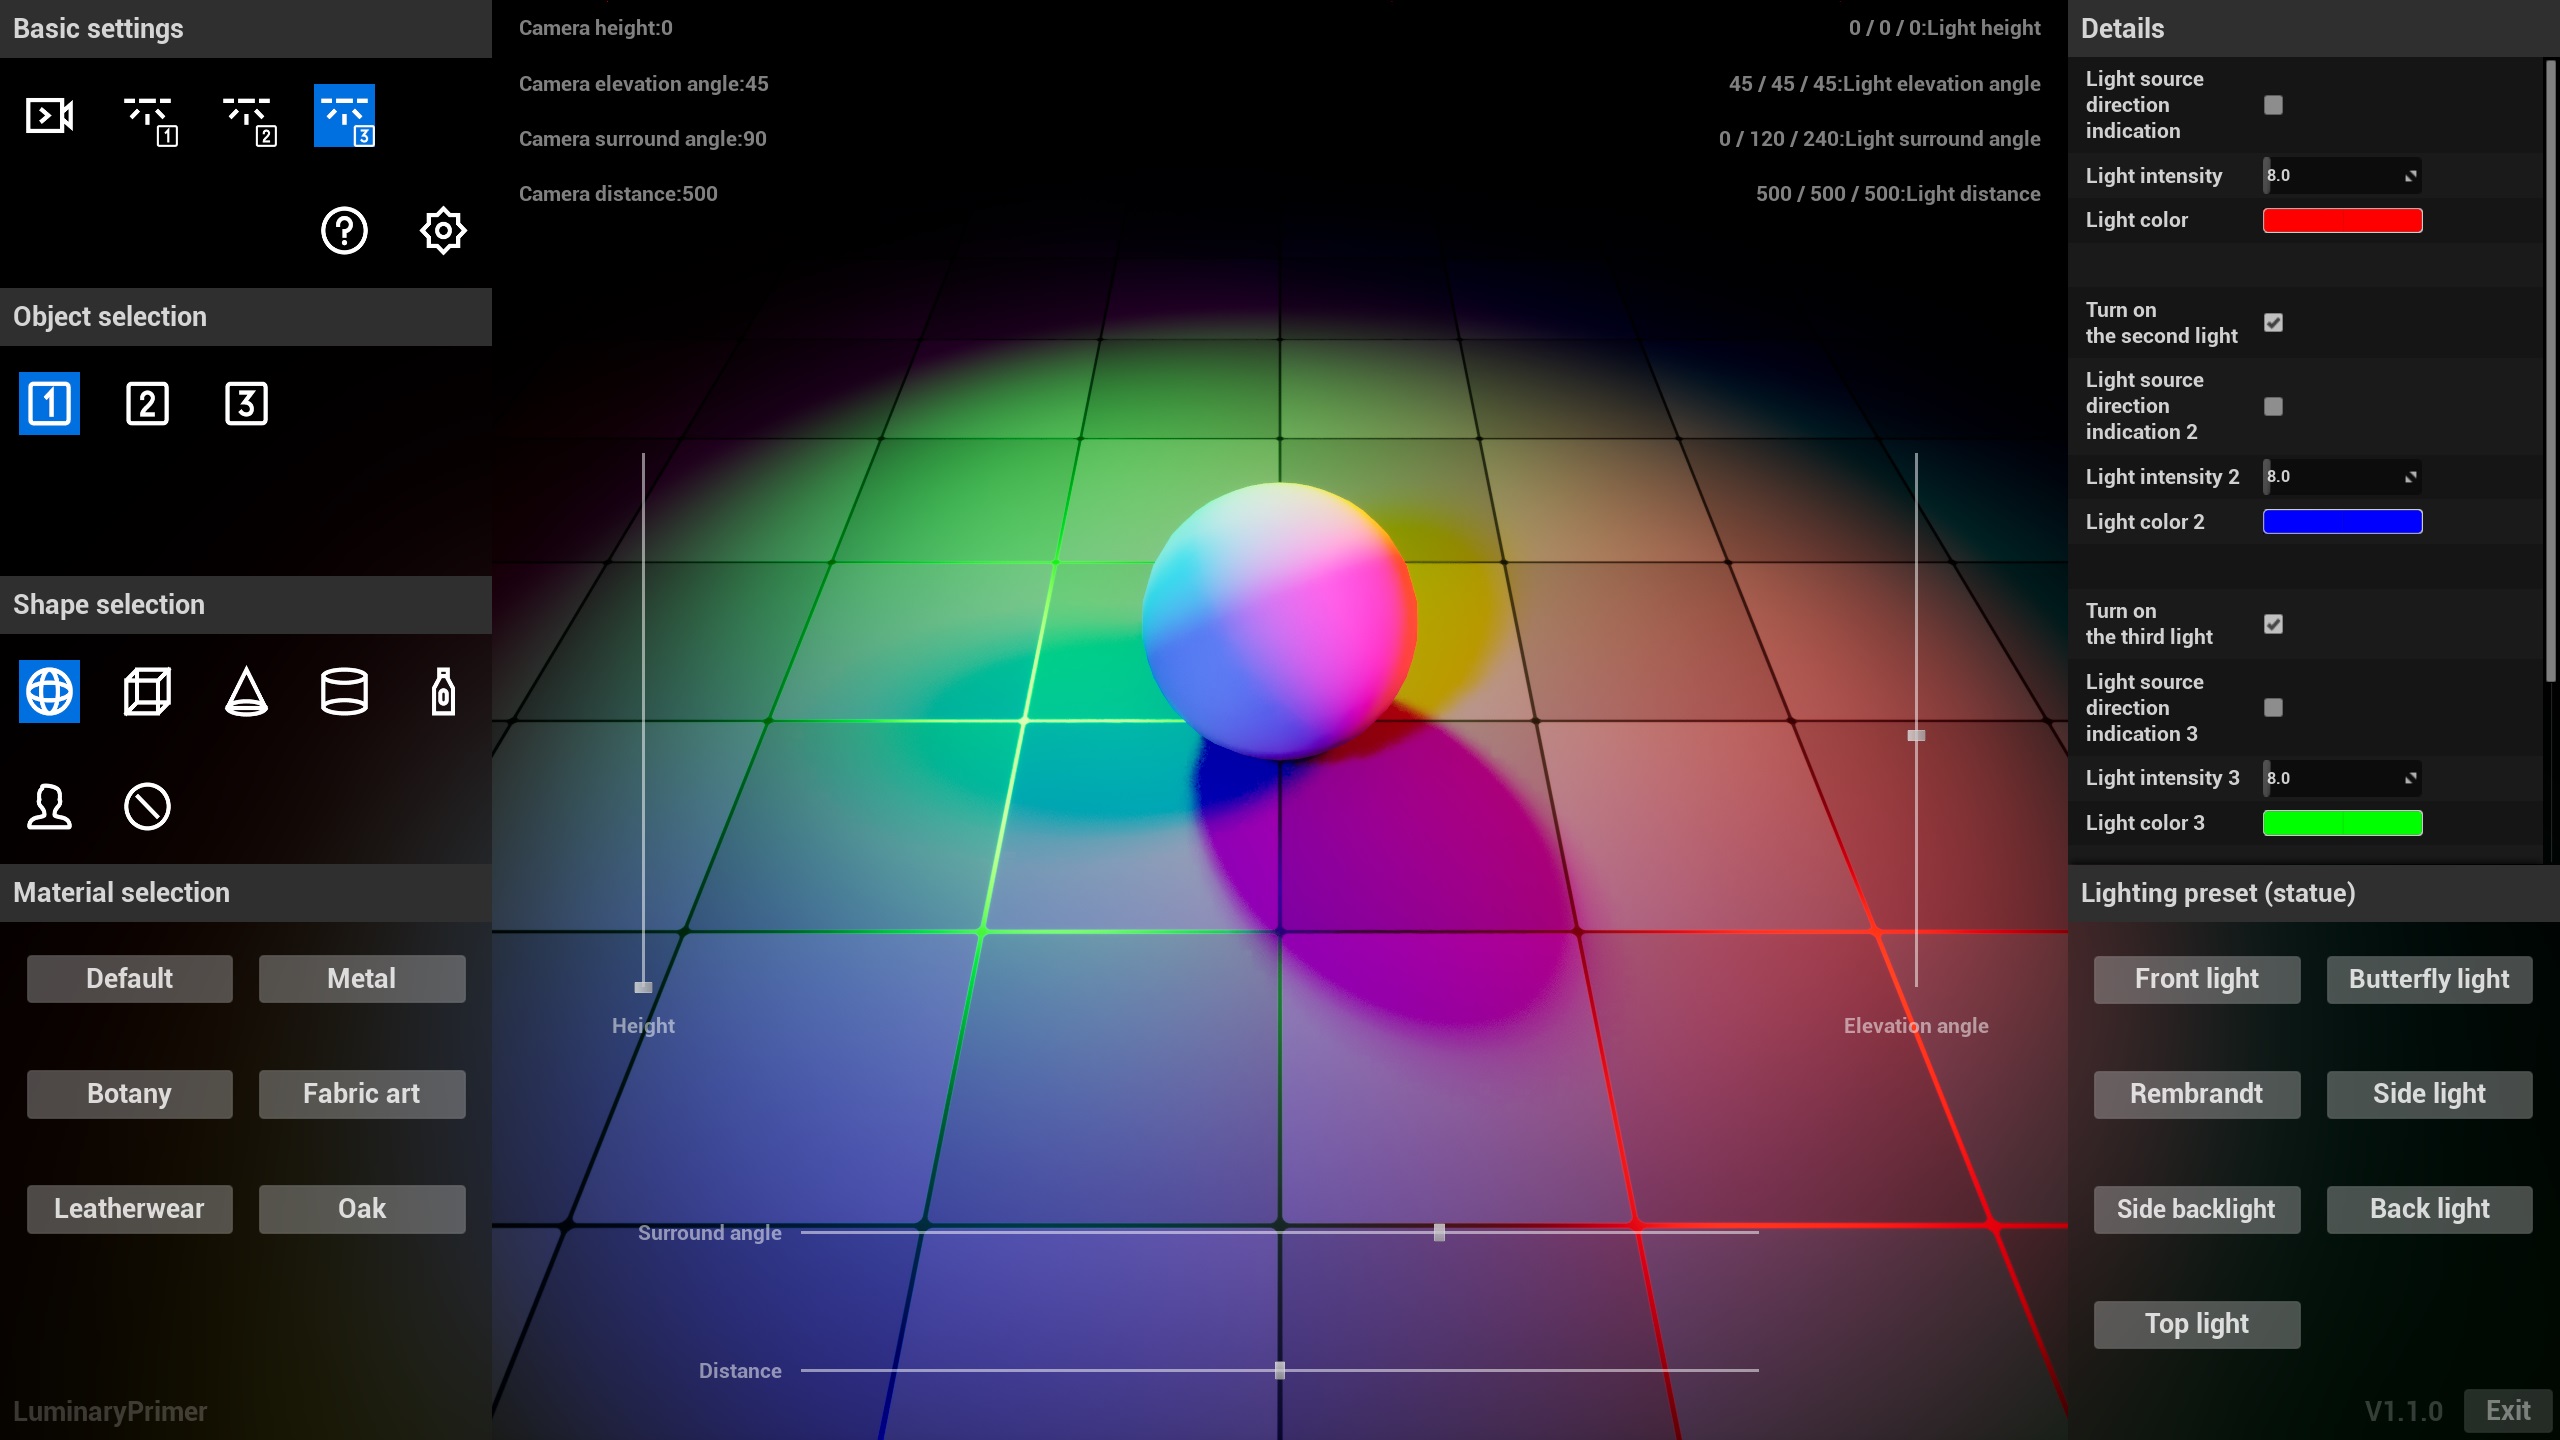 Basic settings
1
2
3
Object selection
1
2
3
Shape selection
Material selection
Default
Metal
Botany
Fabric art
Leatherwear
Oak
LuminaryPrimer
Camera height:0
Camera elevation angle:45
Camera surround angle:90
Camera distance:500
0 / 0 / 0:Light height
45 / 45 / 45:Light elevation angle
0 / 120 / 240:Light surround angle
500 / 500 / 500:Light distance
Height
Elevation angle
Surround angle
Distance
Details
Light source
direction
indication
Light intensity
8.0
Light color
Turn on
the second light
Light source
direction
indication 2
Light intensity 2
8.0
Light color 2
Turn on
the third light
Light source
direction
indication 3
Light intensity 3
8.0
Light color 3
Lighting preset (statue)
Front light
Butterfly light
Rembrandt
Side light
Side backlight
Back light
Top light
V1.1.0
Exit